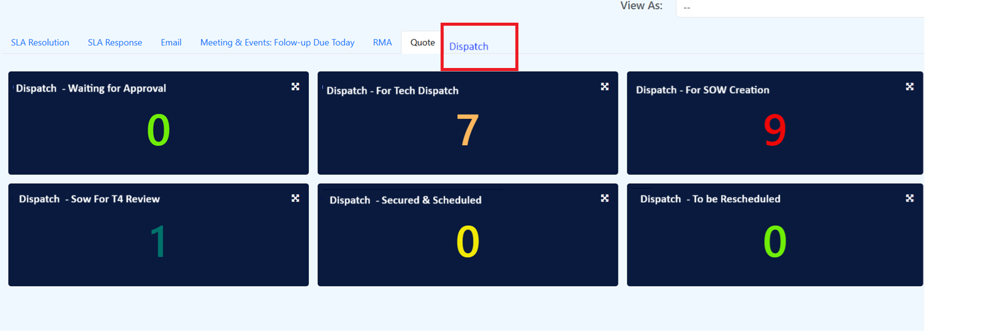 View As:
--
SLA Resolution
SLA Response
Email
Meeting & Events: Folow-up Due Today
RMA
Quote
Dispatch
Dispatch - Waiting for Approval
0
Dispatch - For Tech Dispatch
7
Dispatch - For SOW Creation
9
Dispatch - Sow For T4 Review
1
Dispatch - Secured & Scheduled
0
Dispatch - To be Rescheduled
0